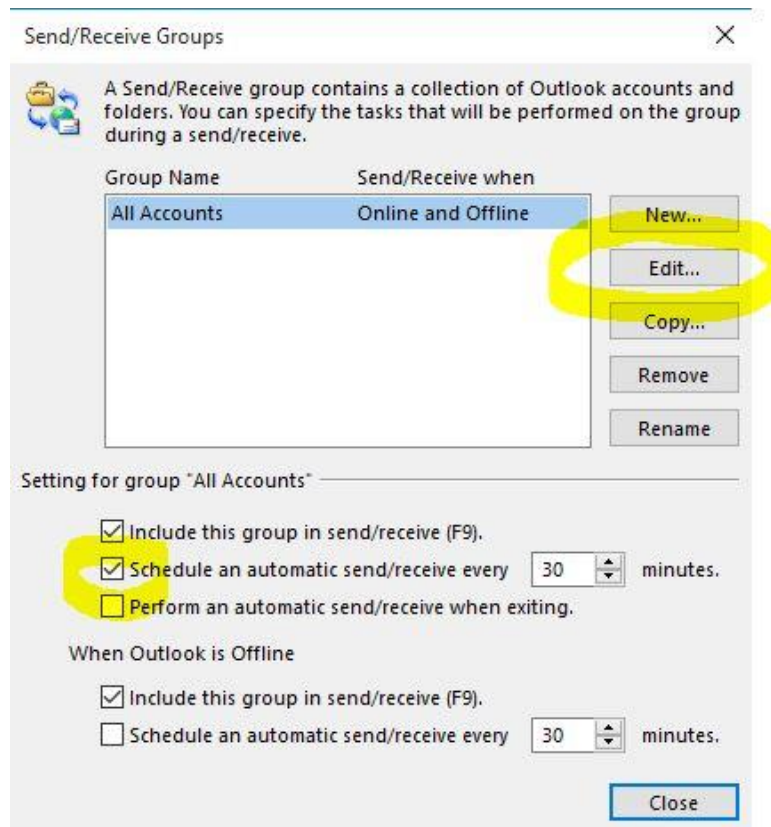 Send/Receive Groups
A Send/Receive group contains a collection of Outlook accounts and
folders. You can specify the tasks that will be performed on the group
during a send/receive.
Group Name Send/Receive when
All Accounts Online and Offline
New...
Edit...
Copy...
Remove
Rename
Setting for group "All Accounts"
Include this group in send/receive (F9).
Schedule an automatic send/receive every 30 minutes.
Perform an automatic send/receive when exiting.
When Outlook is Offline
Include this group in send/receive (F9).
Schedule an automatic send/receive every 30 minutes.
Close